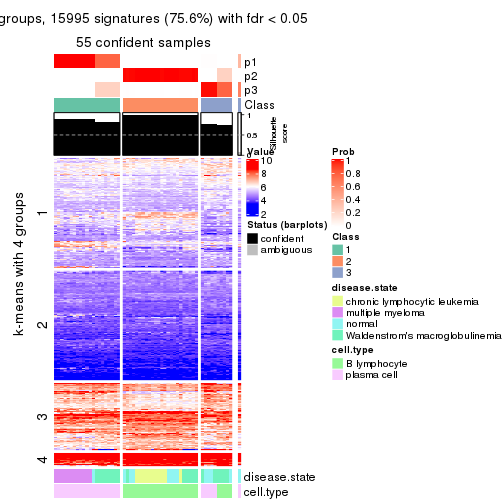 groups, 15995 signatures (75.6%) with fdr < 0.05
55 confident samples
p1
p2
p3
Class
1
0.5
0
Silhouette
score
k-means with 4 groups
1
2
3
4
disease.state
cell.type
Value
10
8
6
4
2
Status (barplots)
confident
ambiguous
Prob
1
0.8
0.6
0.4
0.2
0
Class
1
2
3
disease.state
chronic lymphocytic leukemia
multiple myeloma
normal
Waldenstrom's macroglobulinemia
cell.type
B lymphocyte
plasma cell